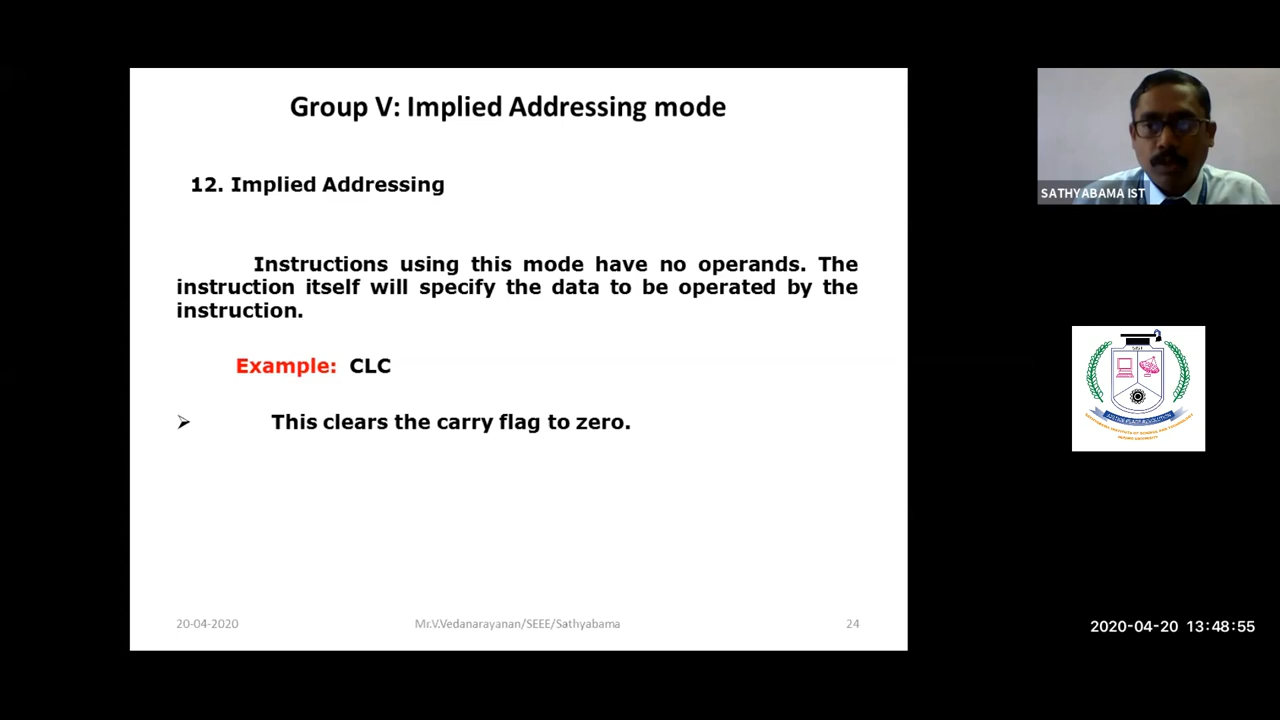 Group V: Implied Addressing mode
12. Implied Addressing
Instructions using this mode have no operands. The
instruction itself will specify the data to be operated by the
instruction.
Example: CLC
➢ This clears the carry flag to zero.
20-04-2020 Mr.V.Vedanarayanan/SEEE/Sathyabama 24
SATHYABAMA IST
2020-04-20 13:48:55